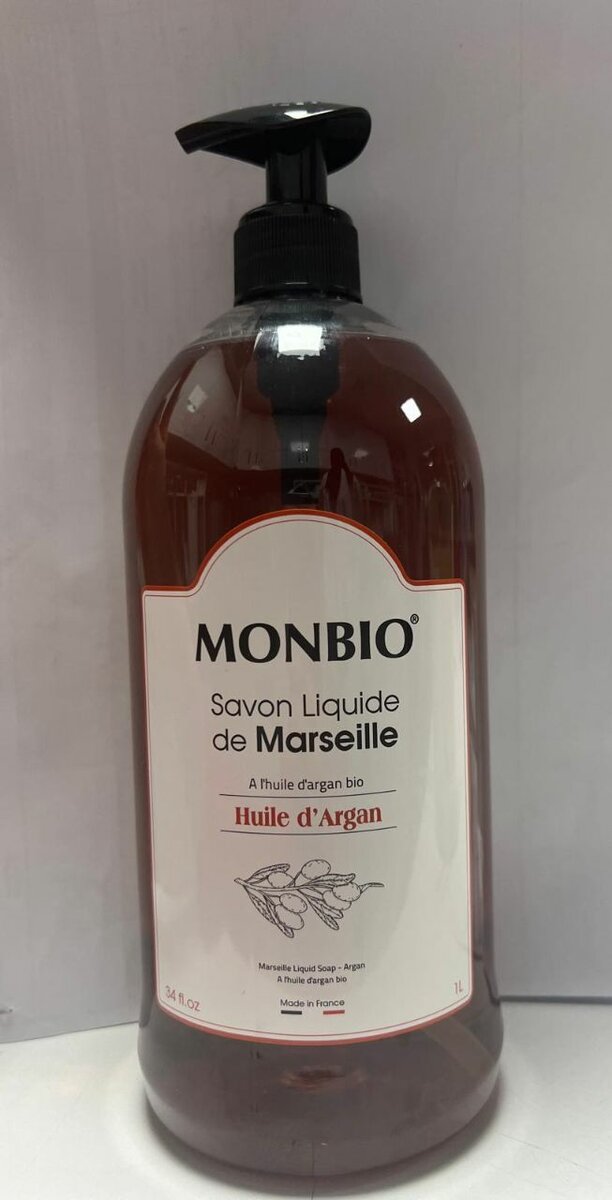 MONBIO®
Savon Liquide
de Marseille
A l'huile d'argan bio
Huile d'Argan
Marseille Liquid Soap - Argan
A l'huile d'argan bio
34 fl.oz
1L
Made in France